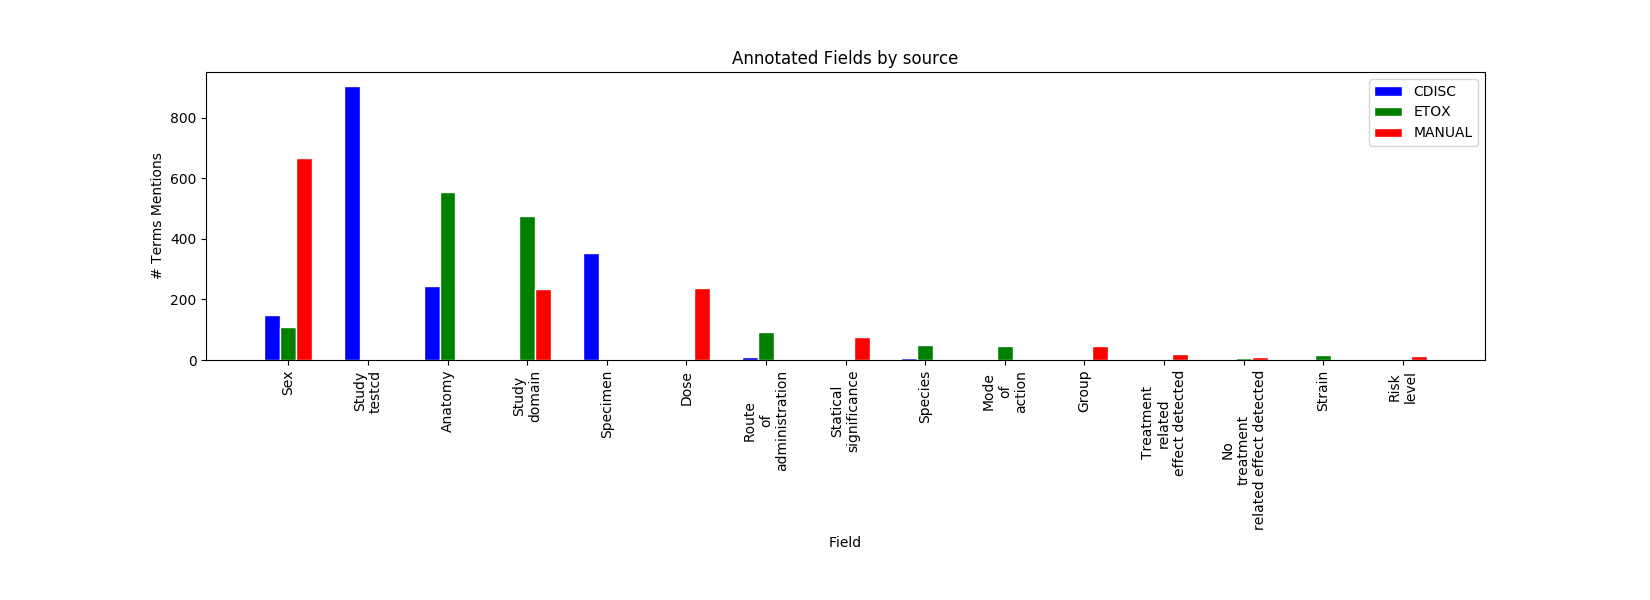 Annotated Fields by source
CDISC
ETOX
MANUAL
# Terms Mentions
800
600
400
200
0
Sex
Study
testcd
Anatomy
Study
domain
Specimen
Dose
Route
of
administration
Statical
significance
Species
Mode
of
action
Group
Treatment
related
effect detected
No
treatment
related effect detected
Strain
Risk
level
Field